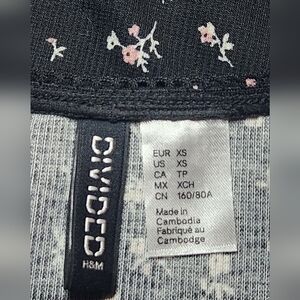 DIVIDED
H&M
EUR XS
US XS
CA TP
MX XCH
CN 160/80A
Made in
Cambodia
Fabriqué au
Cambodge